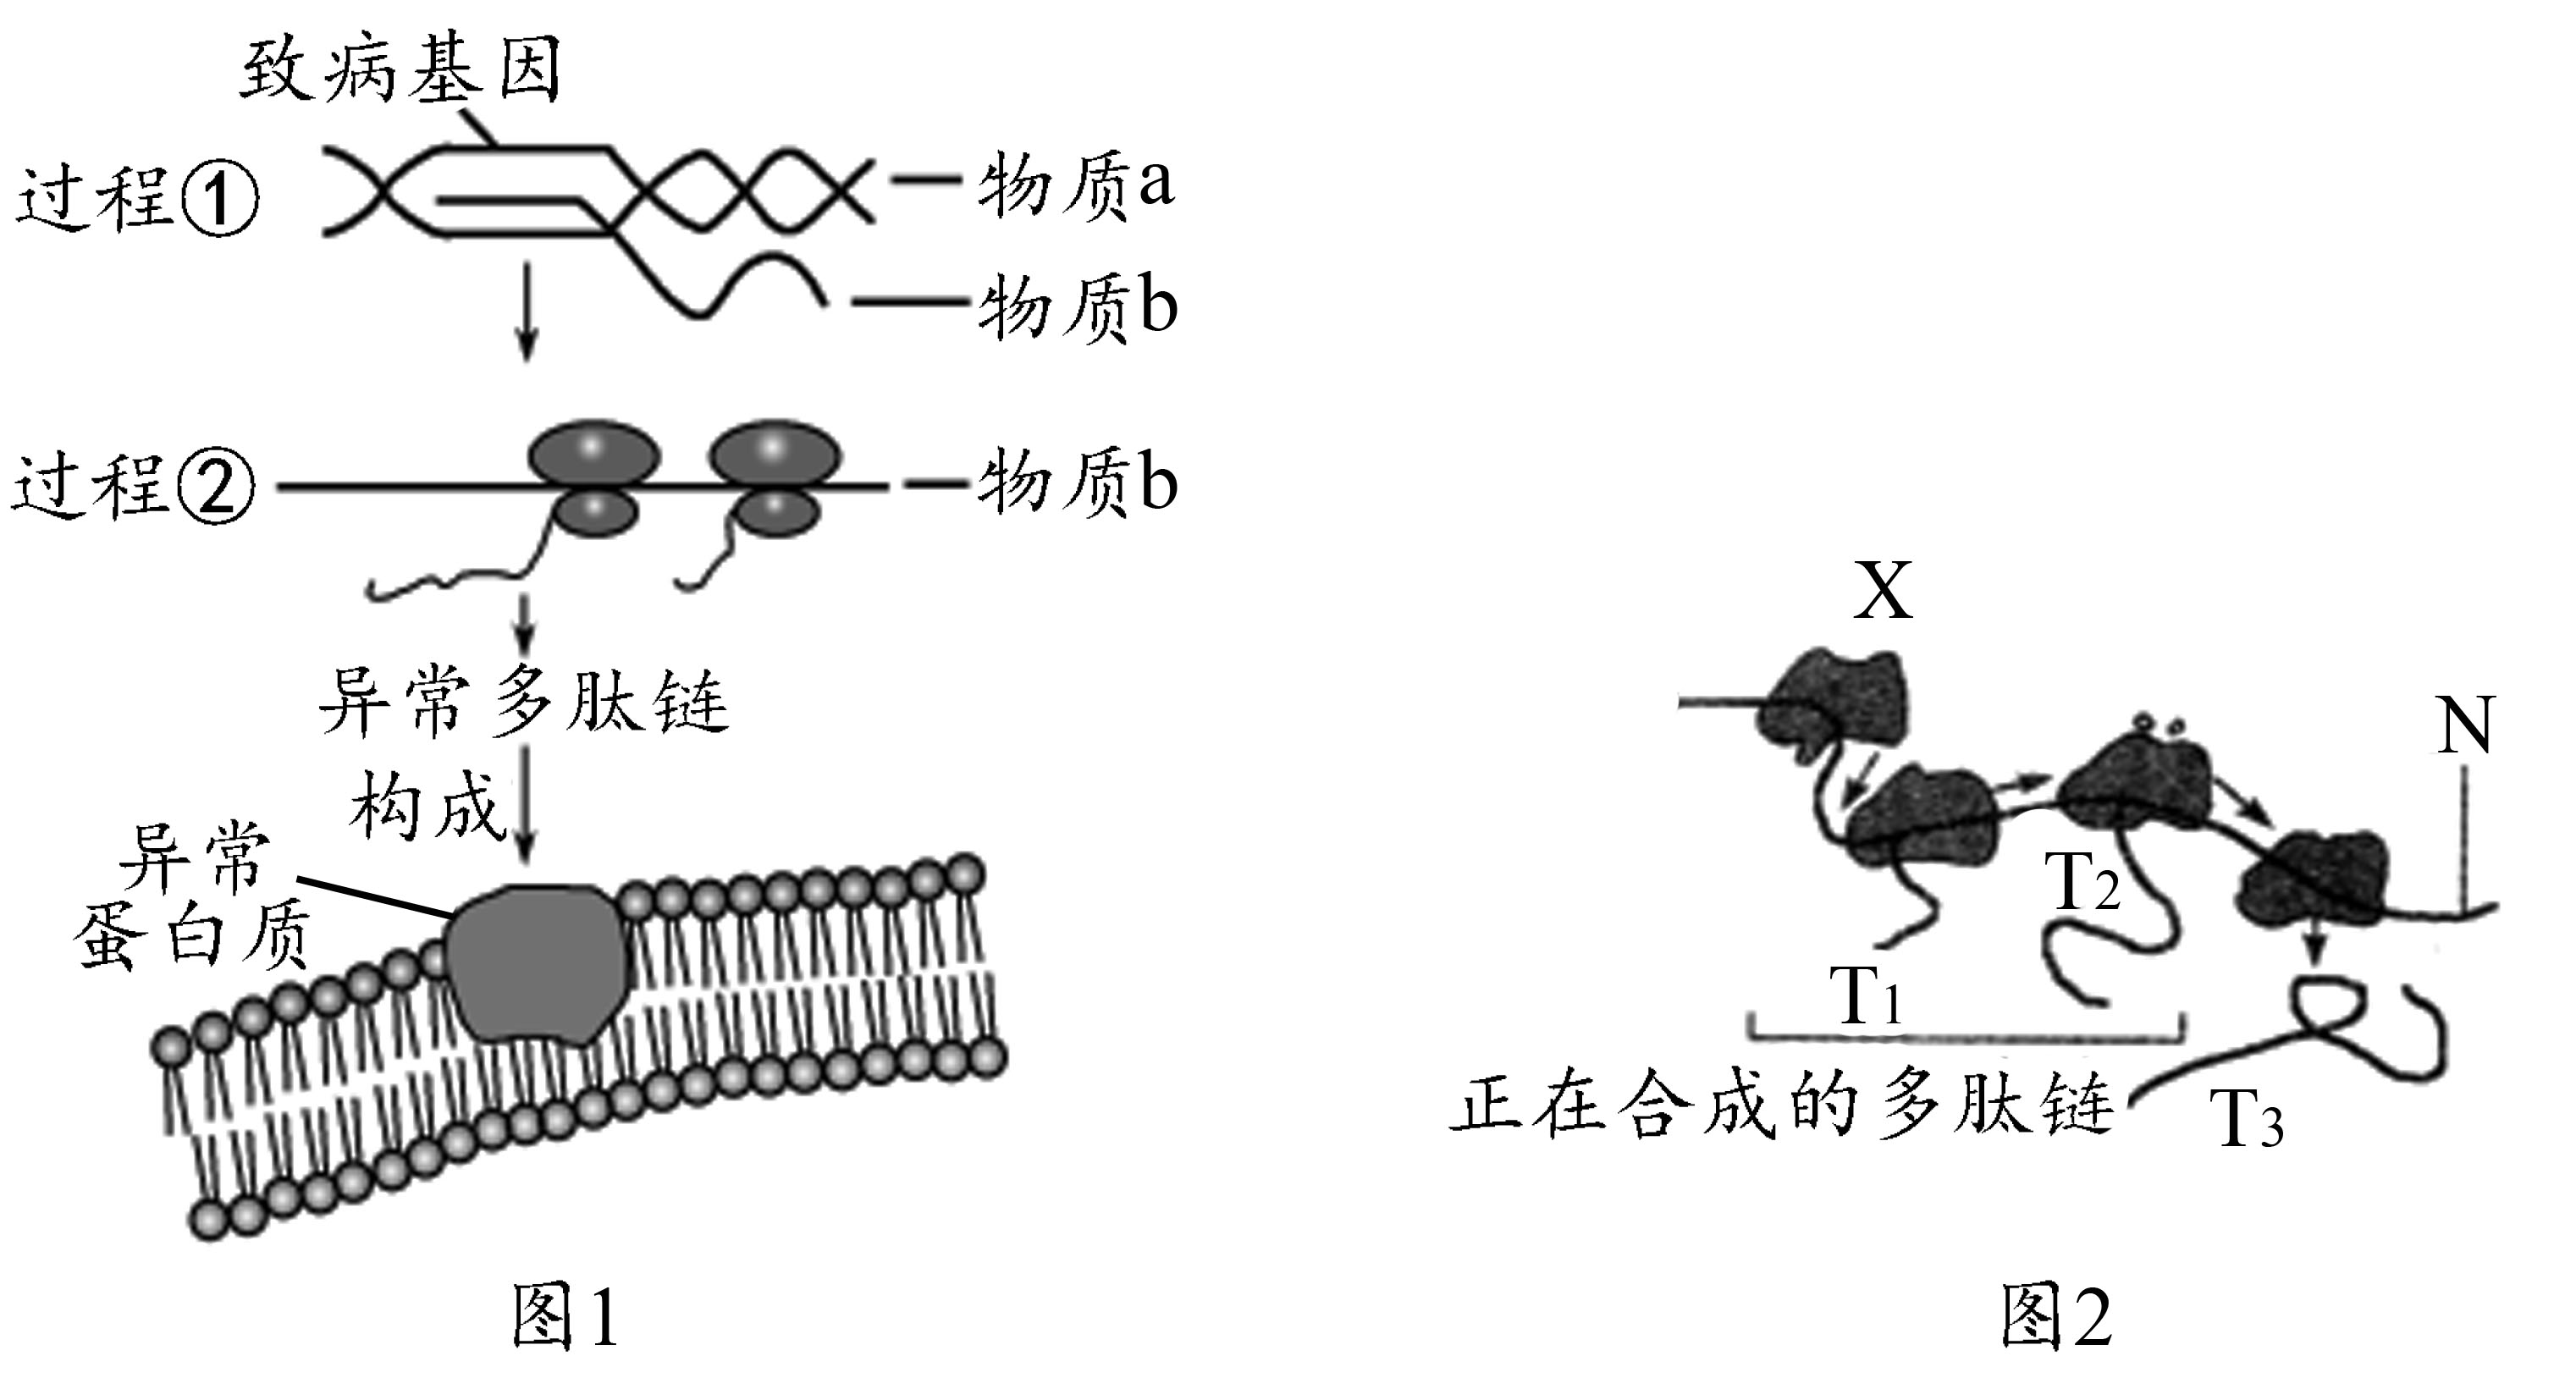 致病基因
过程①
物质a
物质b
过程②
物质b
异常多肽链
构成
异常
蛋白质
图1
X
N
T2
T1
正在合成的多肽链
T3
图2